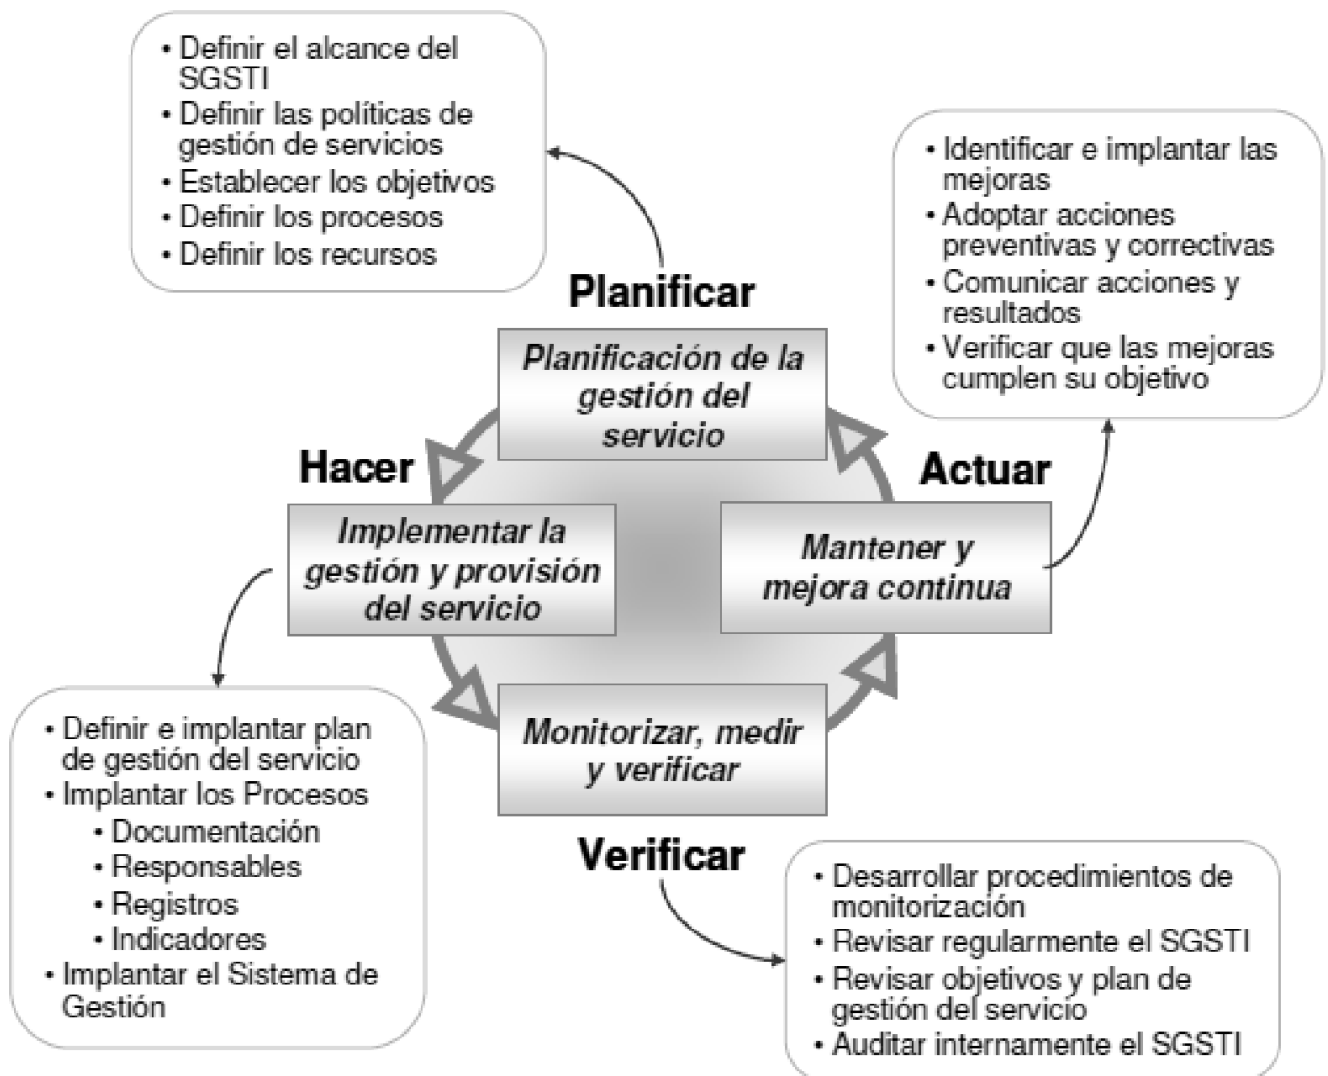 • Definir el alcance del
SGSTI
• Definir las políticas de
gestión de servicios
• Establecer los objetivos
• Definir los procesos
• Definir los recursos
• Identificar e implantar las
mejoras
• Adoptar acciones
preventivas y correctivas
• Comunicar acciones y
resultados
• Verificar que las mejoras
cumplen su objetivo
Planificar
Planificación de la
gestión del
servicio
Hacer
Implementar la
gestión y provisión
del servicio
Actuar
Mantener y
mejora continua
Monitorizar, medir
y verificar
Verificar
• Definir e implantar plan
de gestión del servicio
• Implantar los Procesos
• Documentación
• Responsables
• Registros
• Indicadores
• Implantar el Sistema de
Gestión
• Desarrollar procedimientos de
monitorización
• Revisar regularmente el SGSTI
• Revisar objetivos y plan de
gestión del servicio
• Auditar internamente el SGSTI